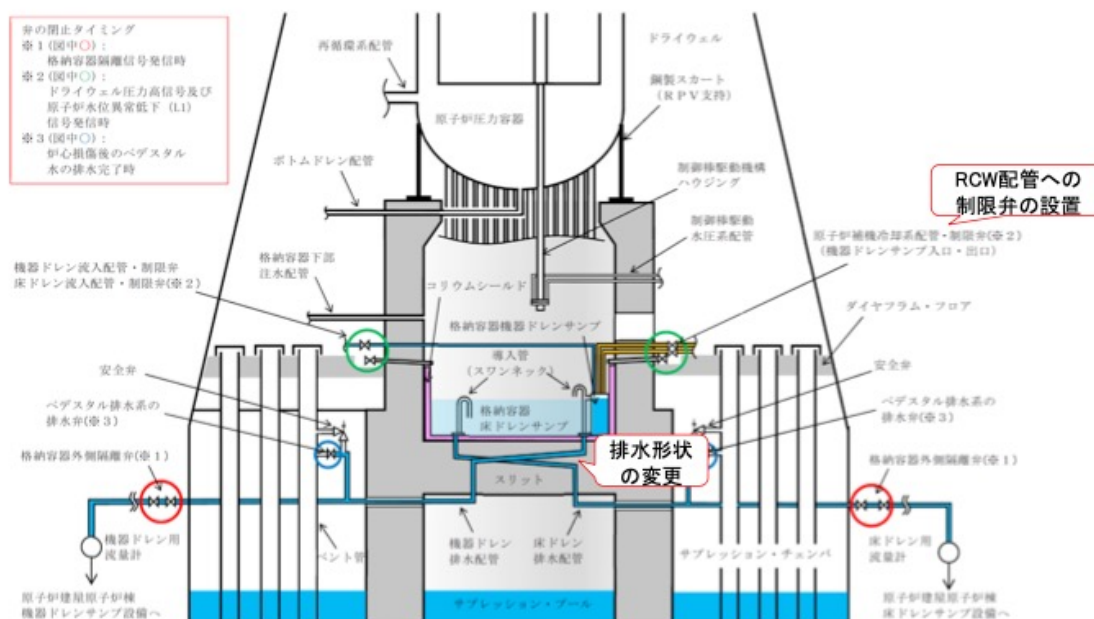 弁の閉止タイミング
※1(図中○):
格納容器隔離信号発信時
※2(図中○):
ドライウェル圧力高信号及び
原子炉水位異常低下(L1)
信号発信時
※3(図中○):
炉心損傷後のペデスタル
水の排水完了時
再循環系配管
ドライウェル
鋼製スカート
(RPV支持)
原子炉圧力容器
ボトムドレン配管
制御棒駆動機構
ハウジング
RCW配管への
制限弁の設置
制御棒駆動
水圧系配管
原子炉補機冷却系配管・制限弁(※2)
(機器ドレンサンプ入口・出口)
機器ドレン流入配管・制限弁
床ドレン流入配管・制限弁(※2)
格納容器下部
注水配管
コリウムシールド
ダイヤフラム・フロア
格納容器機器ドレンサンプ
導入管
(スワンネック)
安全弁
安全弁
ペデスタル排水系の
排水弁(※3)
格納容器
床ドレンサンプ
ペデスタル排水系の
排水弁(※3)
排水形状
の変更
格納容器外側隔離弁(※1)
格納容器外側隔離弁(※1)
スリット
機器ドレン用
流量計
ベント管
機器ドレン
排水配管
床ドレン
排水配管
サプレッション・チェンバ
床ドレン用
流量計
原子炉建屋原子炉棟
機器ドレンサンプ設備へ
サプレッション・プール
原子炉建屋原子炉棟
床ドレンサンプ設備へ